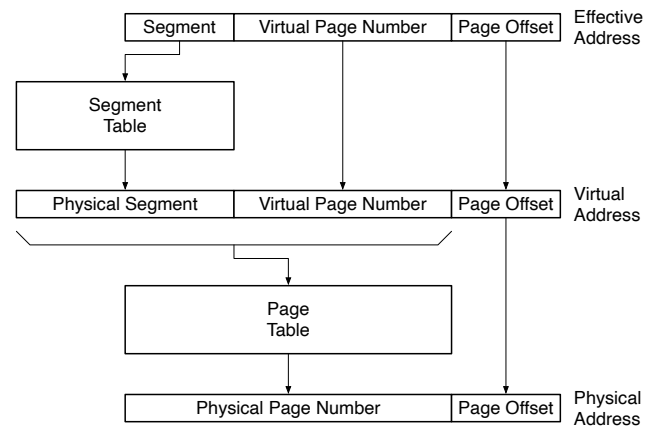 Segment Virtual Page Number Page Offset Effective
Address
Segment
Table
Physical Segment Virtual Page Number Page Offset Virtual
Address
Page
Table
Physical Page Number Page Offset Physical
Address